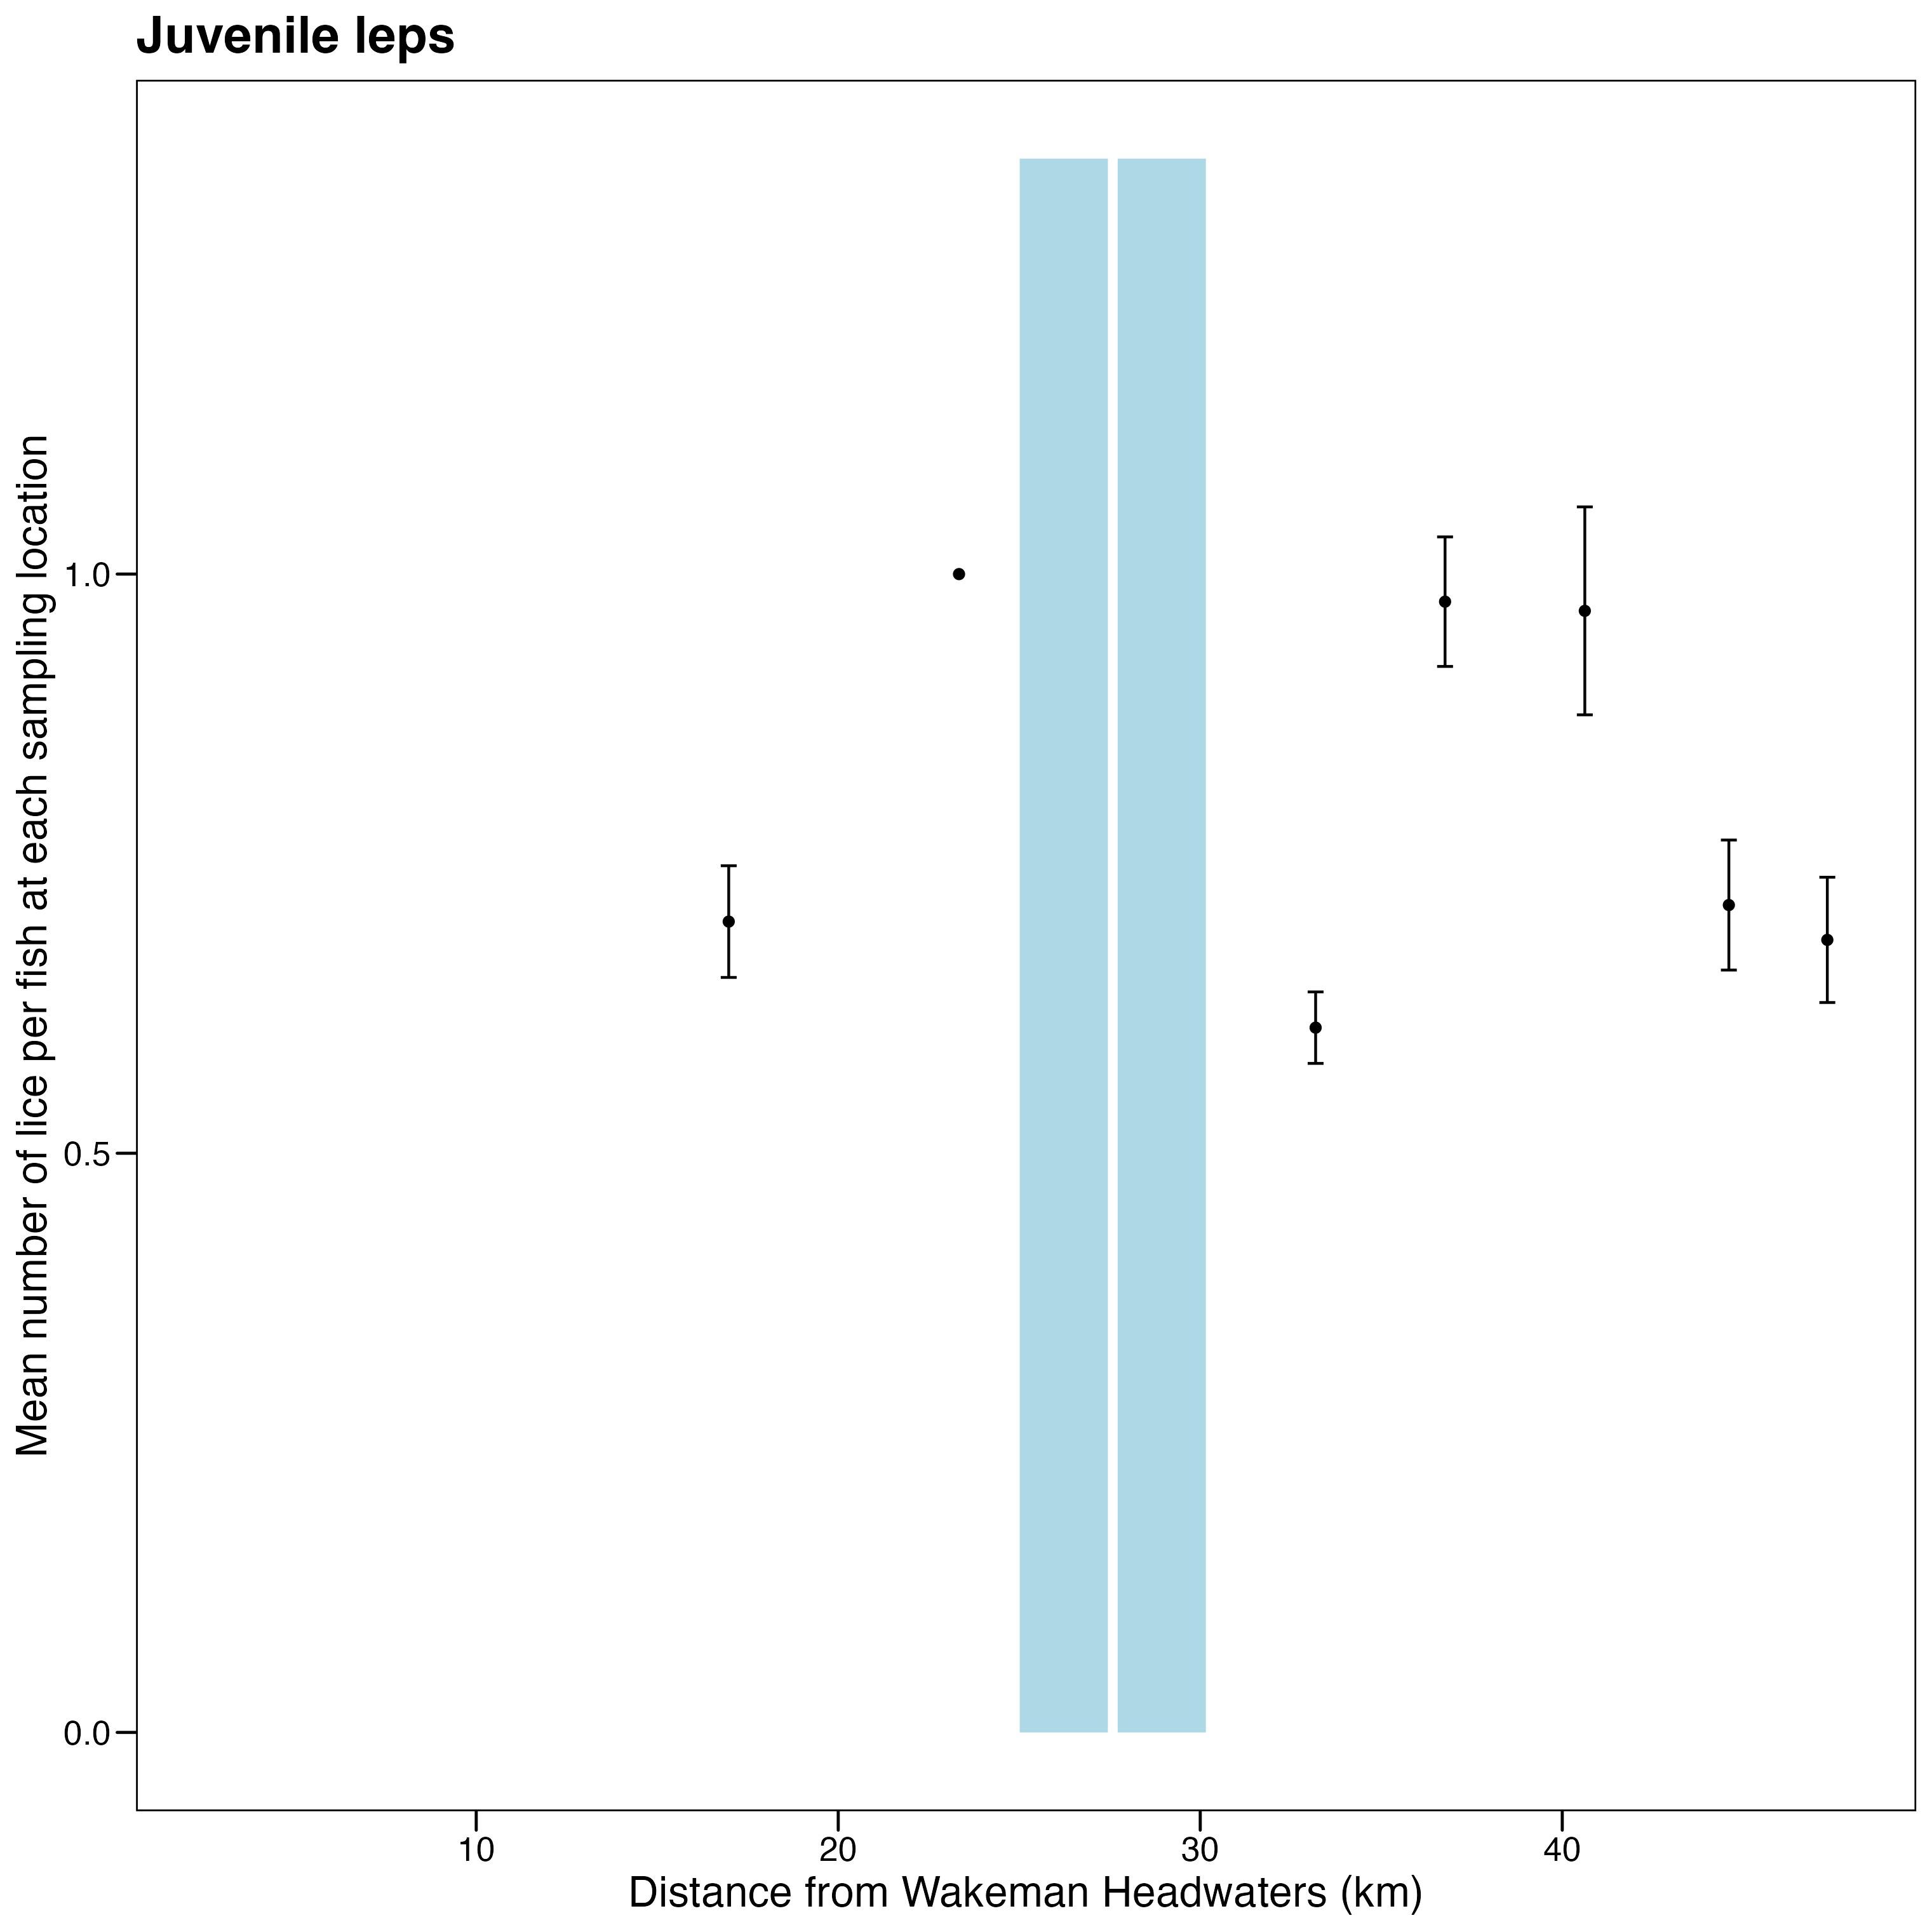 Juvenile leps
Mean number of lice per fish at each sampling location
1.0
0.5
0.0
10
20
30
40
Distance from Wakeman Headwaters (km)